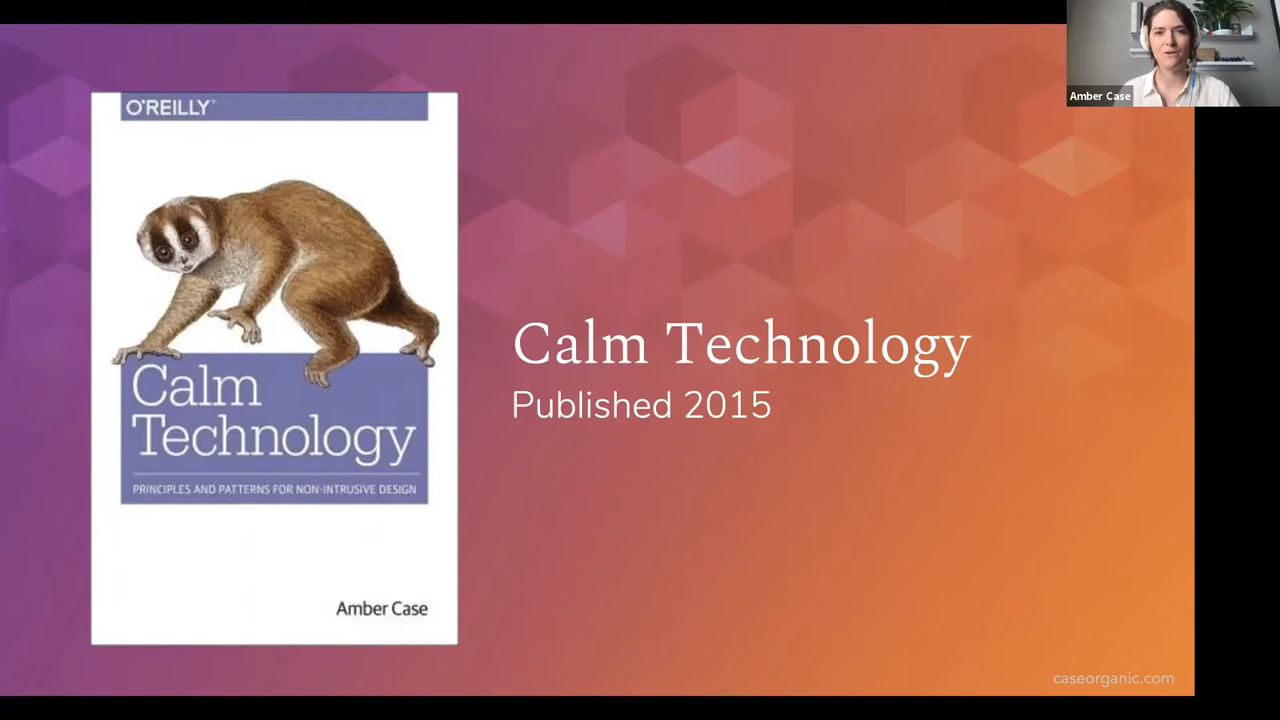 O'REILLY®
Calm
Technology
PRINCIPLES AND PATTERNS FOR NON-INTRUSIVE DESIGN
Amber Case
Calm Technology
Published 2015
caseorganic.com
Amber Case